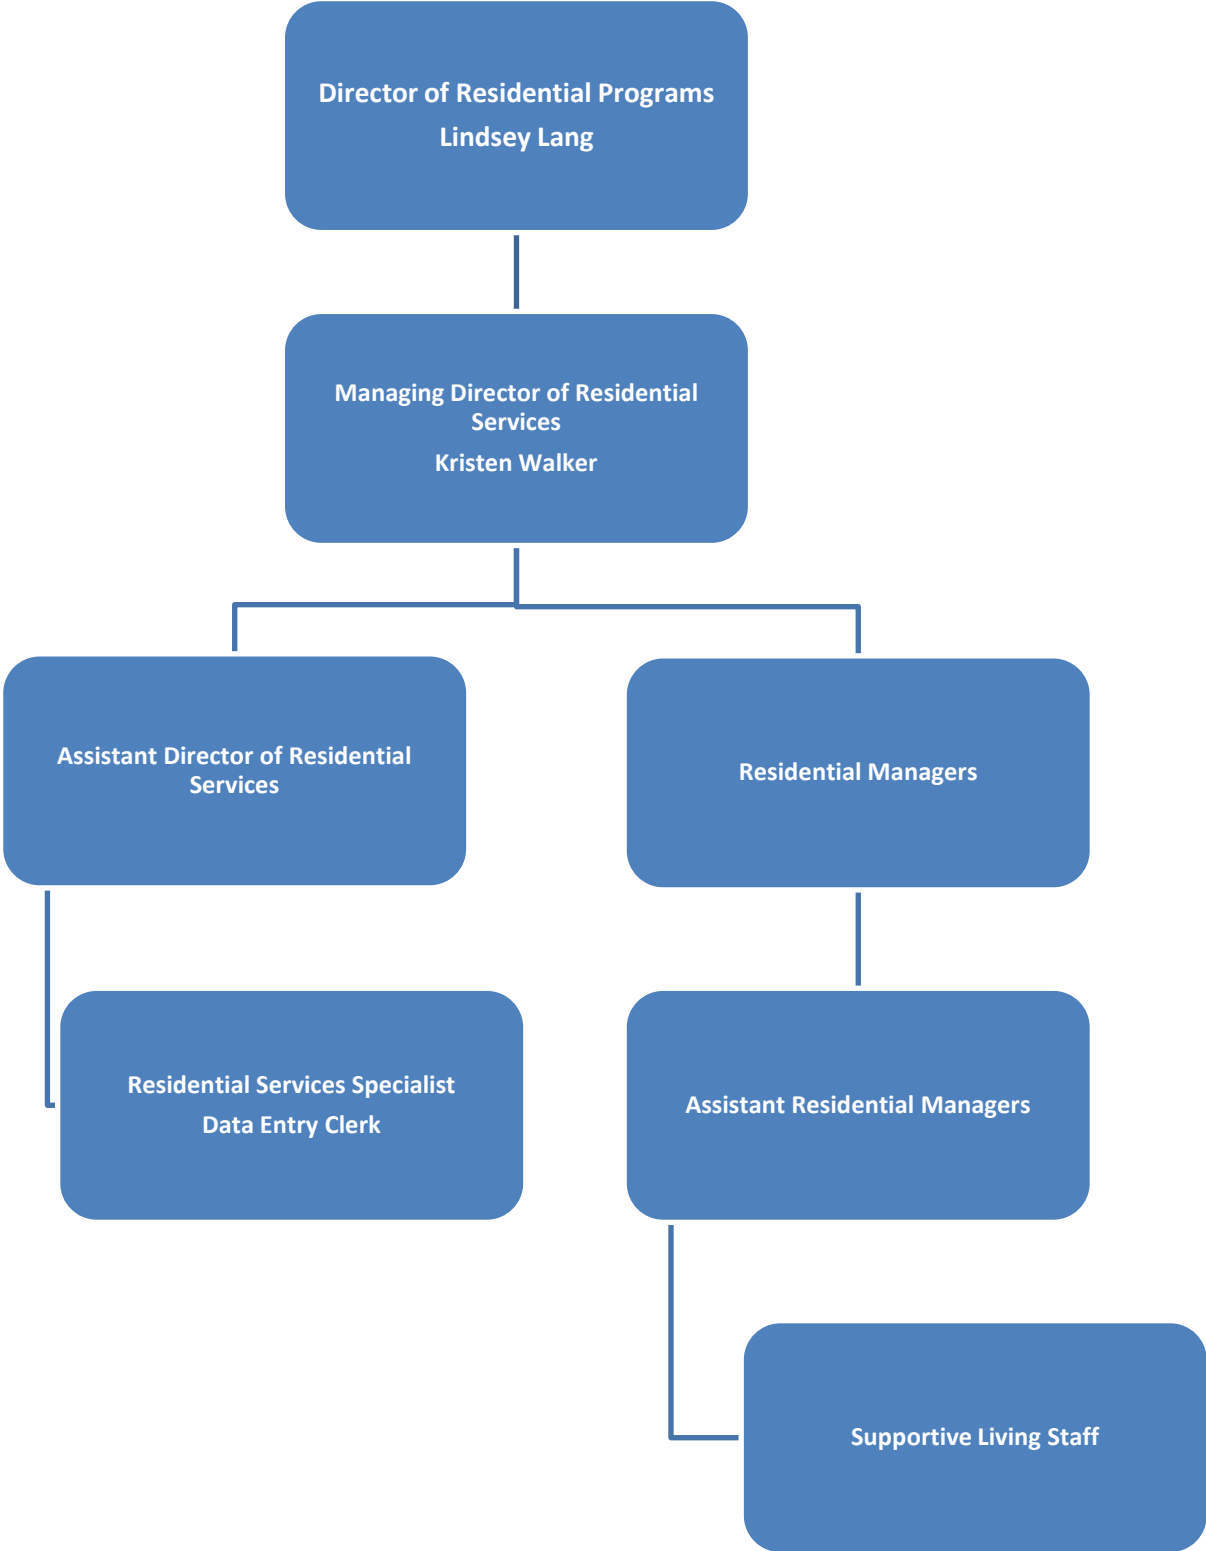 Director of Residential Programs
Lindsey Lang
Managing Director of Residential
Services
Kristen Walker
Assistant Director of Residential
Services
Residential Managers
Residential Services Specialist
Data Entry Clerk
Assistant Residential Managers
Supportive Living Staff